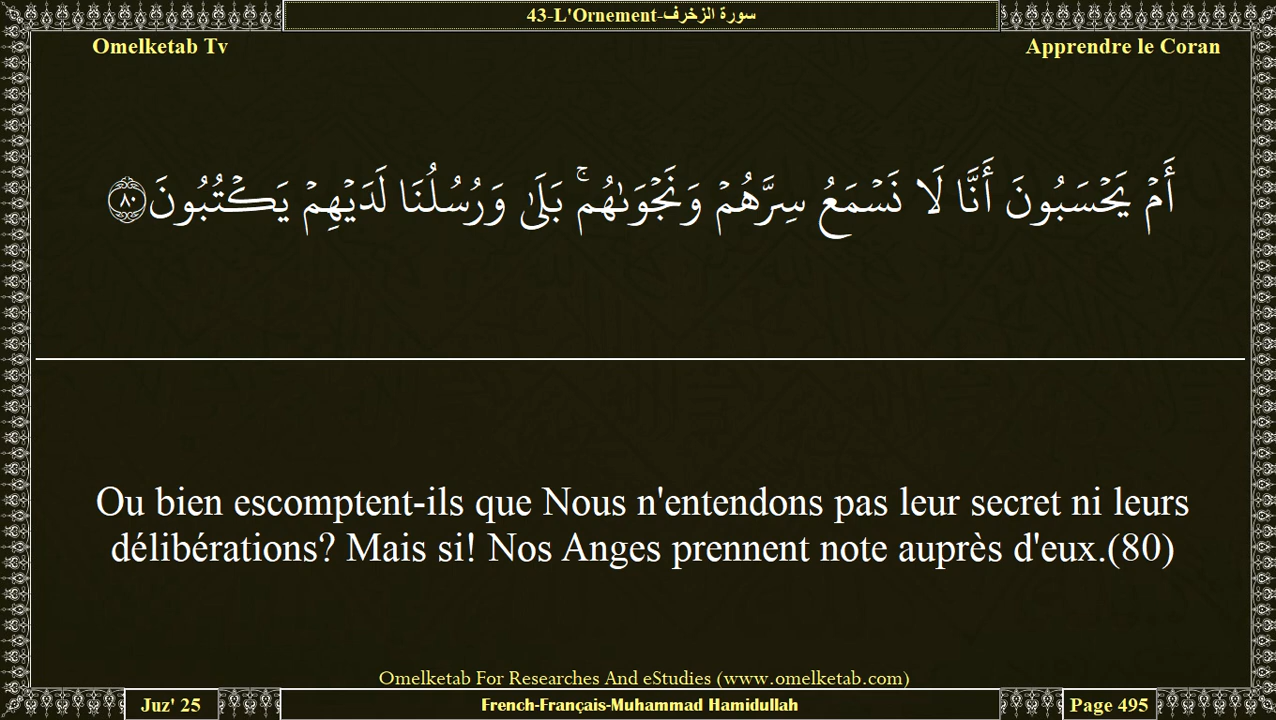 43-L'Ornement-سورة الزخرف
Omelketab Tv
Apprendre le Coran
أَمۡ يَحۡسَبُونَ أَنَّا لَا نَسۡمَعُ سِرَّهُمۡ وَنَجۡوَىٰهُمۚ بَلَىٰ وَرُسُلُنَا لَدَيۡهِمۡ يَكۡتُبُونَ ٨٠
Ou bien escomptent-ils que Nous n'entendons pas leur secret ni leurs
délibérations? Mais si! Nos Anges prennent note auprès d'eux.(80)
Omelketab For Researches And eStudies (www.omelketab.com)
Juz' 25
French-Français-Muhammad Hamidullah
Page 495